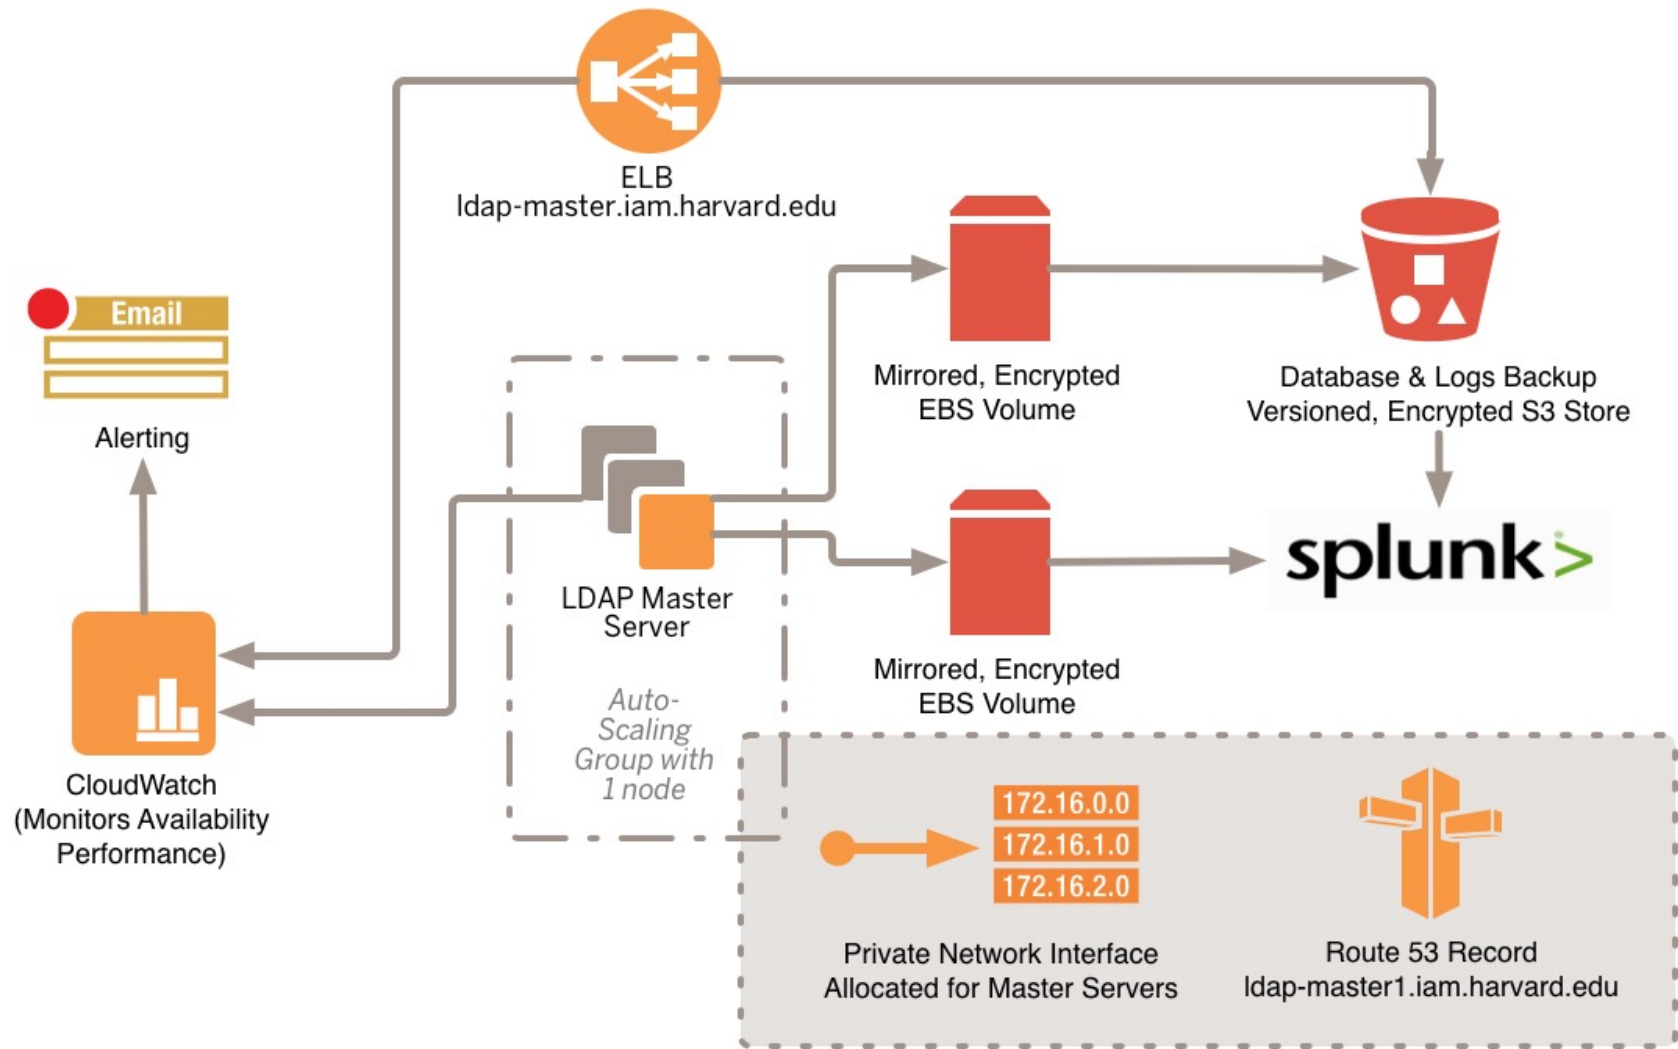 ELB
ldap-master.iam.harvard.edu
Email
Alerting
Mirrored, Encrypted
EBS Volume
Database & Logs Backup
Versioned, Encrypted S3 Store
splunk>
LDAP Master
Server
Auto-
Scaling
Group with
1 node
Mirrored, Encrypted
EBS Volume
CloudWatch
(Monitors Availability
Performance)
172.16.0.0
172.16.1.0
172.16.2.0
Private Network Interface
Allocated for Master Servers
Route 53 Record
ldap-master1.iam.harvard.edu